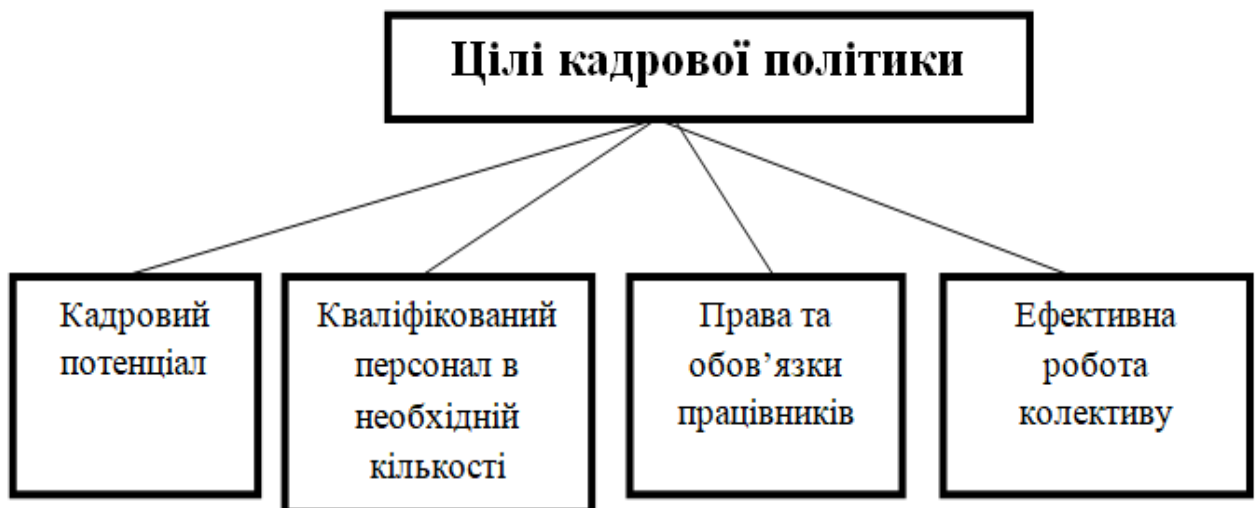 Цілі кадрової політики
Кадровий
потенціал
Кваліфікований
персонал в
необхідній
кількості
Права та
обов’язки
працівників
Ефективна
робота
колективу